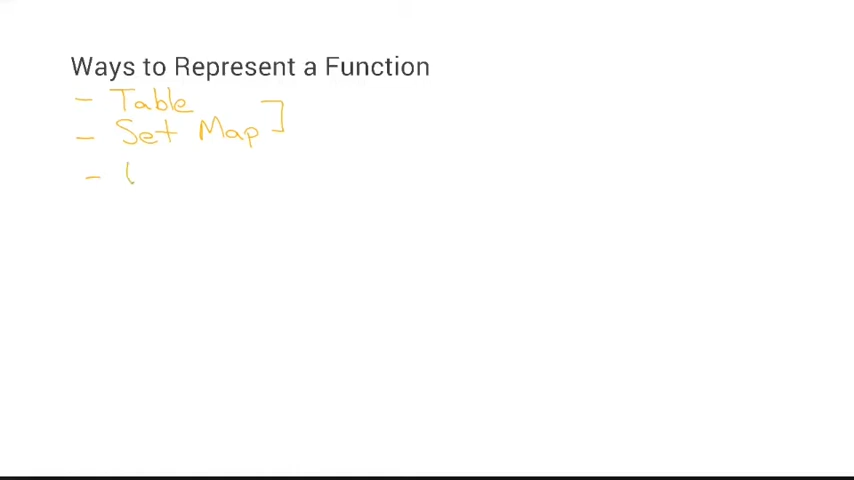 Ways to Represent a Function
- Table
- Set Map
-